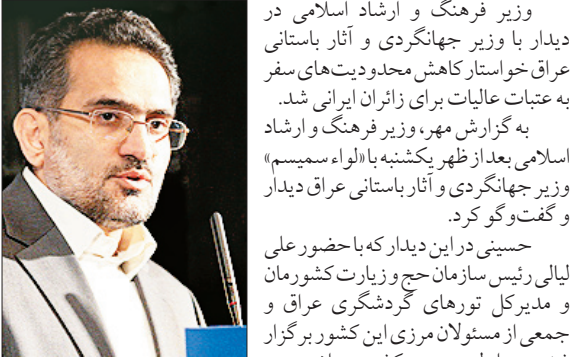 وزیر فرهنگ و ارشاد اسلامی در
دیدار با وزیر جهانگردی و آثار باستانی
عراق خواستار کاهش محدودیت‌های سفر
به عتبات عالیات برای زائران ایرانی شد.
به گزارش مهر، وزیر فرهنگ و ارشاد
اسلامی بعد از ظهر یکشنبه با «لواء سمیسم»
وزیر جهانگردی و آثار باستانی عراق دیدار
و گفت‌وگو کرد.
حسینی در این دیدار که با حضور علی
لیالی رئیس سازمان حج و زیارت کشورمان
و مدیرکل تورهای گردشگری عراق و
جمعی از مسئولان مرزی این کشور برگزار